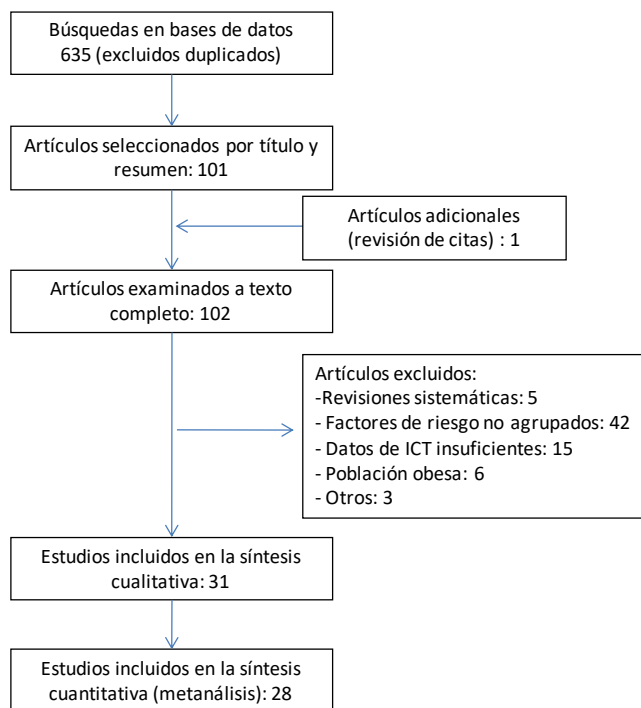 Búsquedas en bases de datos
635 (excluidos duplicados)
Artículos seleccionados por título y
resumen: 101
Artículos adicionales
(revisión de citas) : 1
Artículos examinados a texto
completo: 102
Artículos excluidos:
-Revisiones sistemáticas: 5
- Factores de riesgo no agrupados: 42
- Datos de ICT insuficientes: 15
- Población obesa: 6
- Otros: 3
Estudios incluidos en la síntesis
cualitativa: 31
Estudios incluidos en la síntesis
cuantitativa (metanálisis): 28